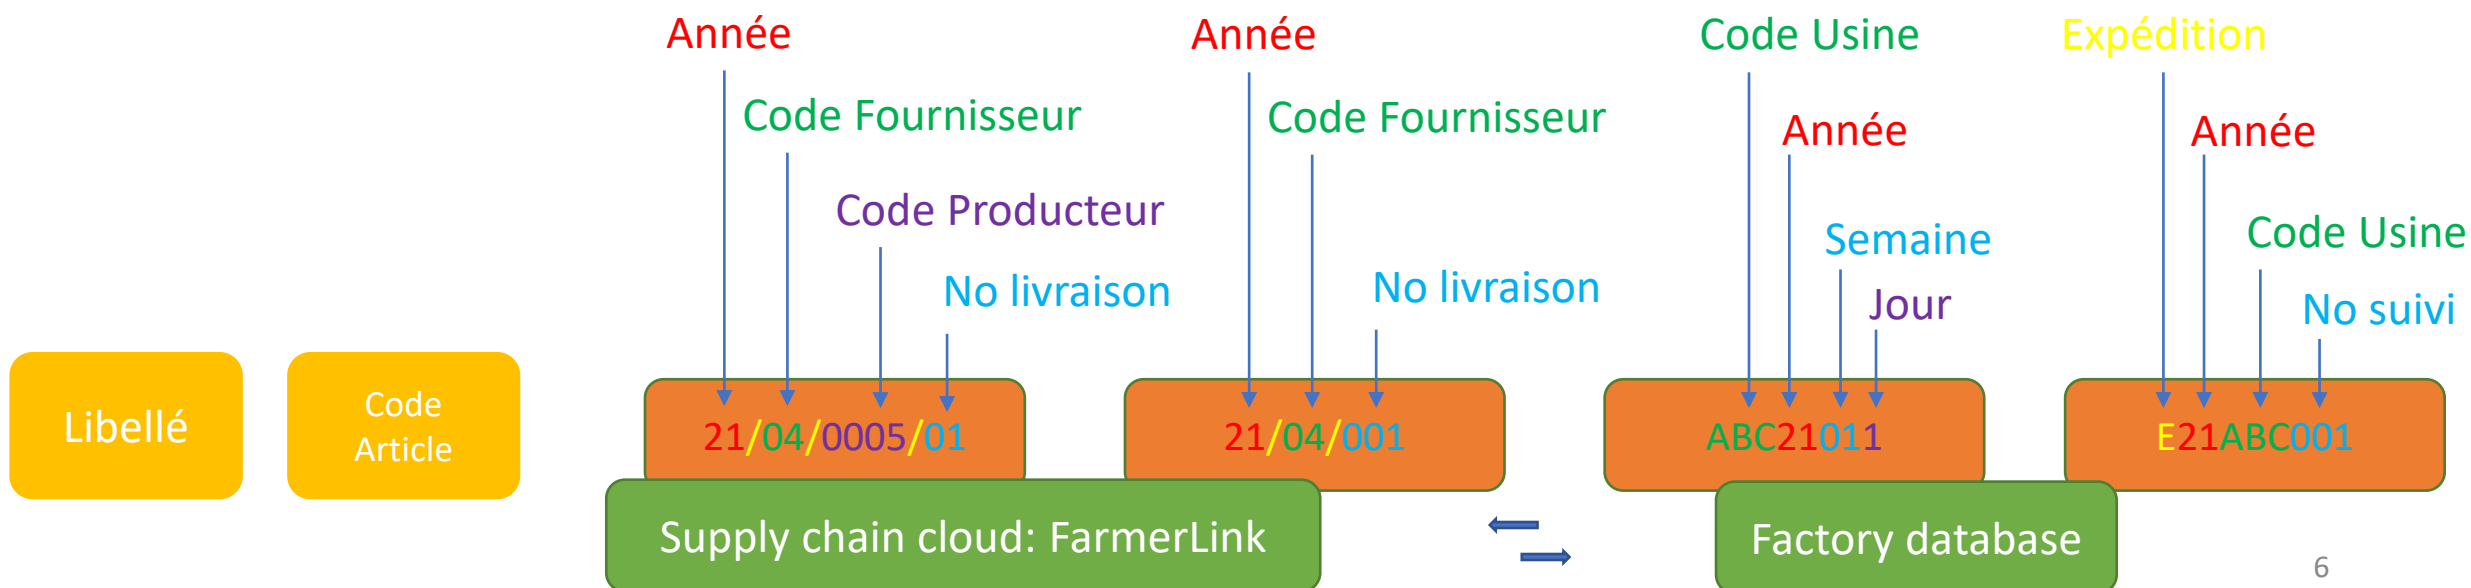 Année
Code Fournisseur
Code Producteur
No livraison
Année
Code Fournisseur
No livraison
Code Usine
Année
Semaine
Jour
Expédition
Année
Code Usine
No suivi
Libellé
Code
Article
21/04/0005/01
21/04/001
ABC21011
E21ABC001
Supply chain cloud: FarmerLink
Factory database
6